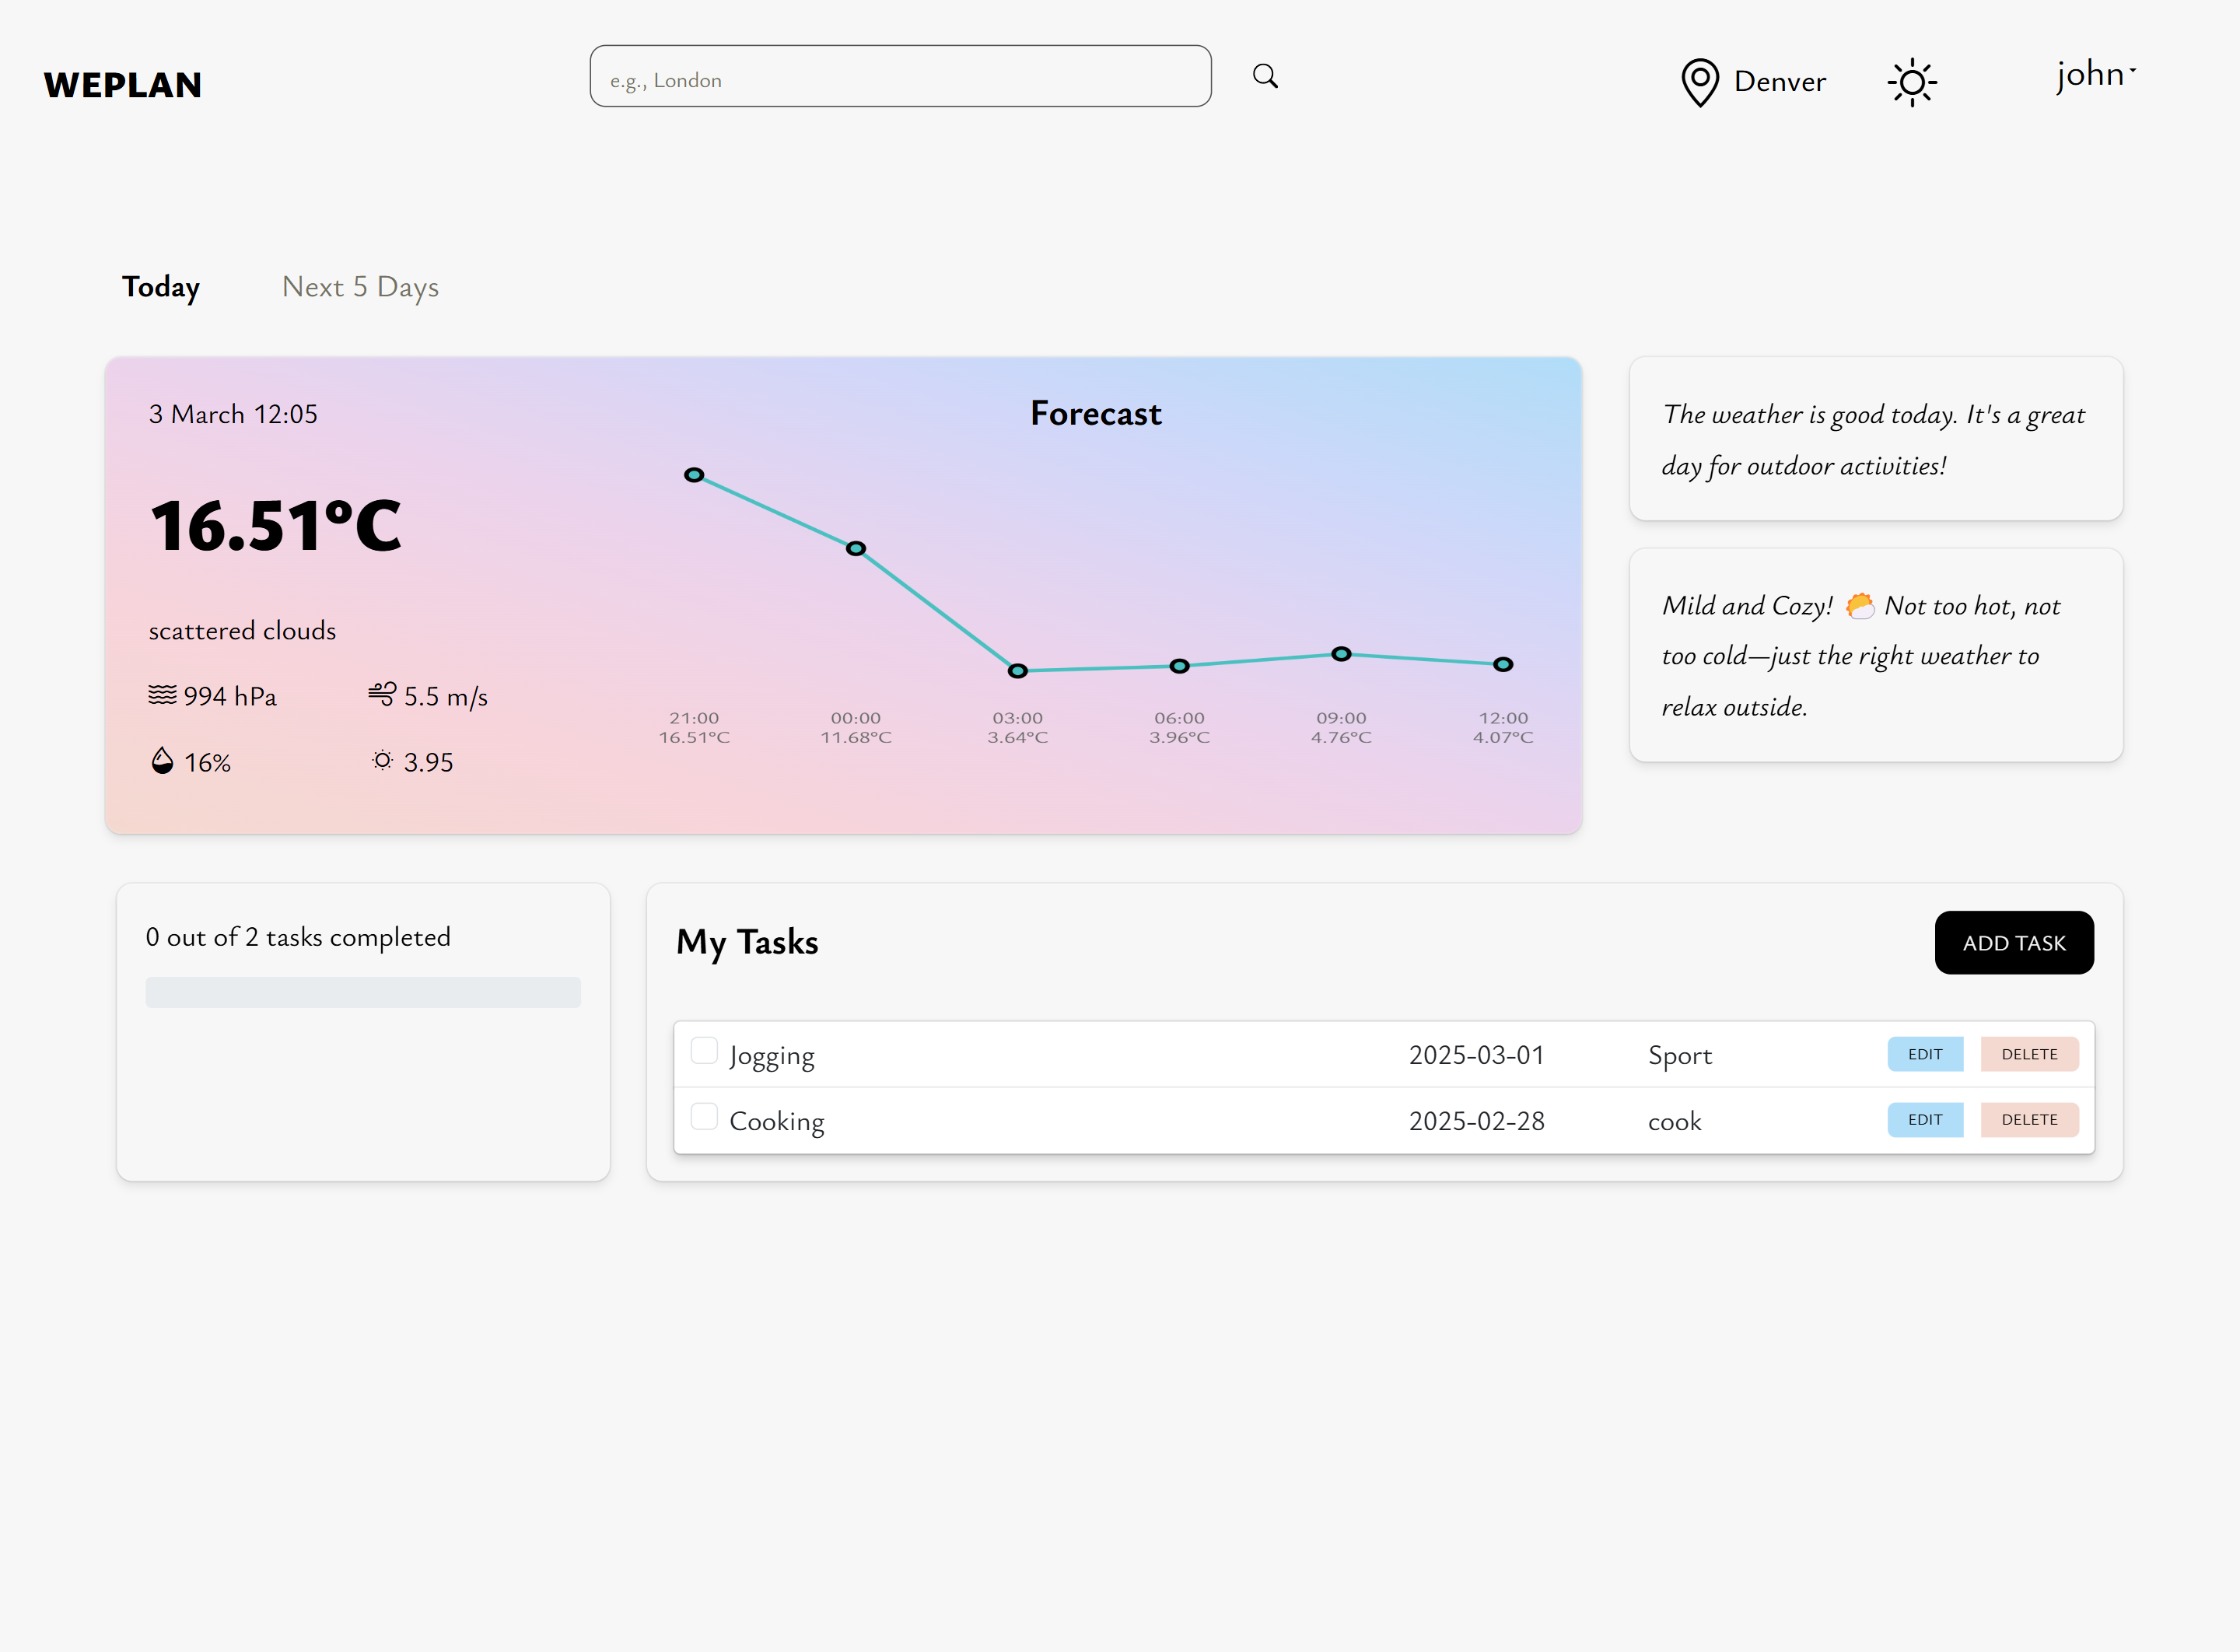 WEPLAN
e.g., London
Denver
john
Today
Next 5 Days
3 March 12:05
16.51°C
scattered clouds
994 hPa
5.5 m/s
16%
3.95
Forecast
21:00
16.51°C
00:00
11.68°C
03:00
3.64°C
06:00
3.96°C
09:00
4.76°C
12:00
4.07°C
The weather is good today. It's a great
day for outdoor activities!
Mild and Cozy! 🌤️ Not too hot, not
too cold—just the right weather to
relax outside.
0 out of 2 tasks completed
My Tasks
ADD TASK
Jogging
2025-03-01
Sport
EDIT
DELETE
Cooking
2025-02-28
cook
EDIT
DELETE